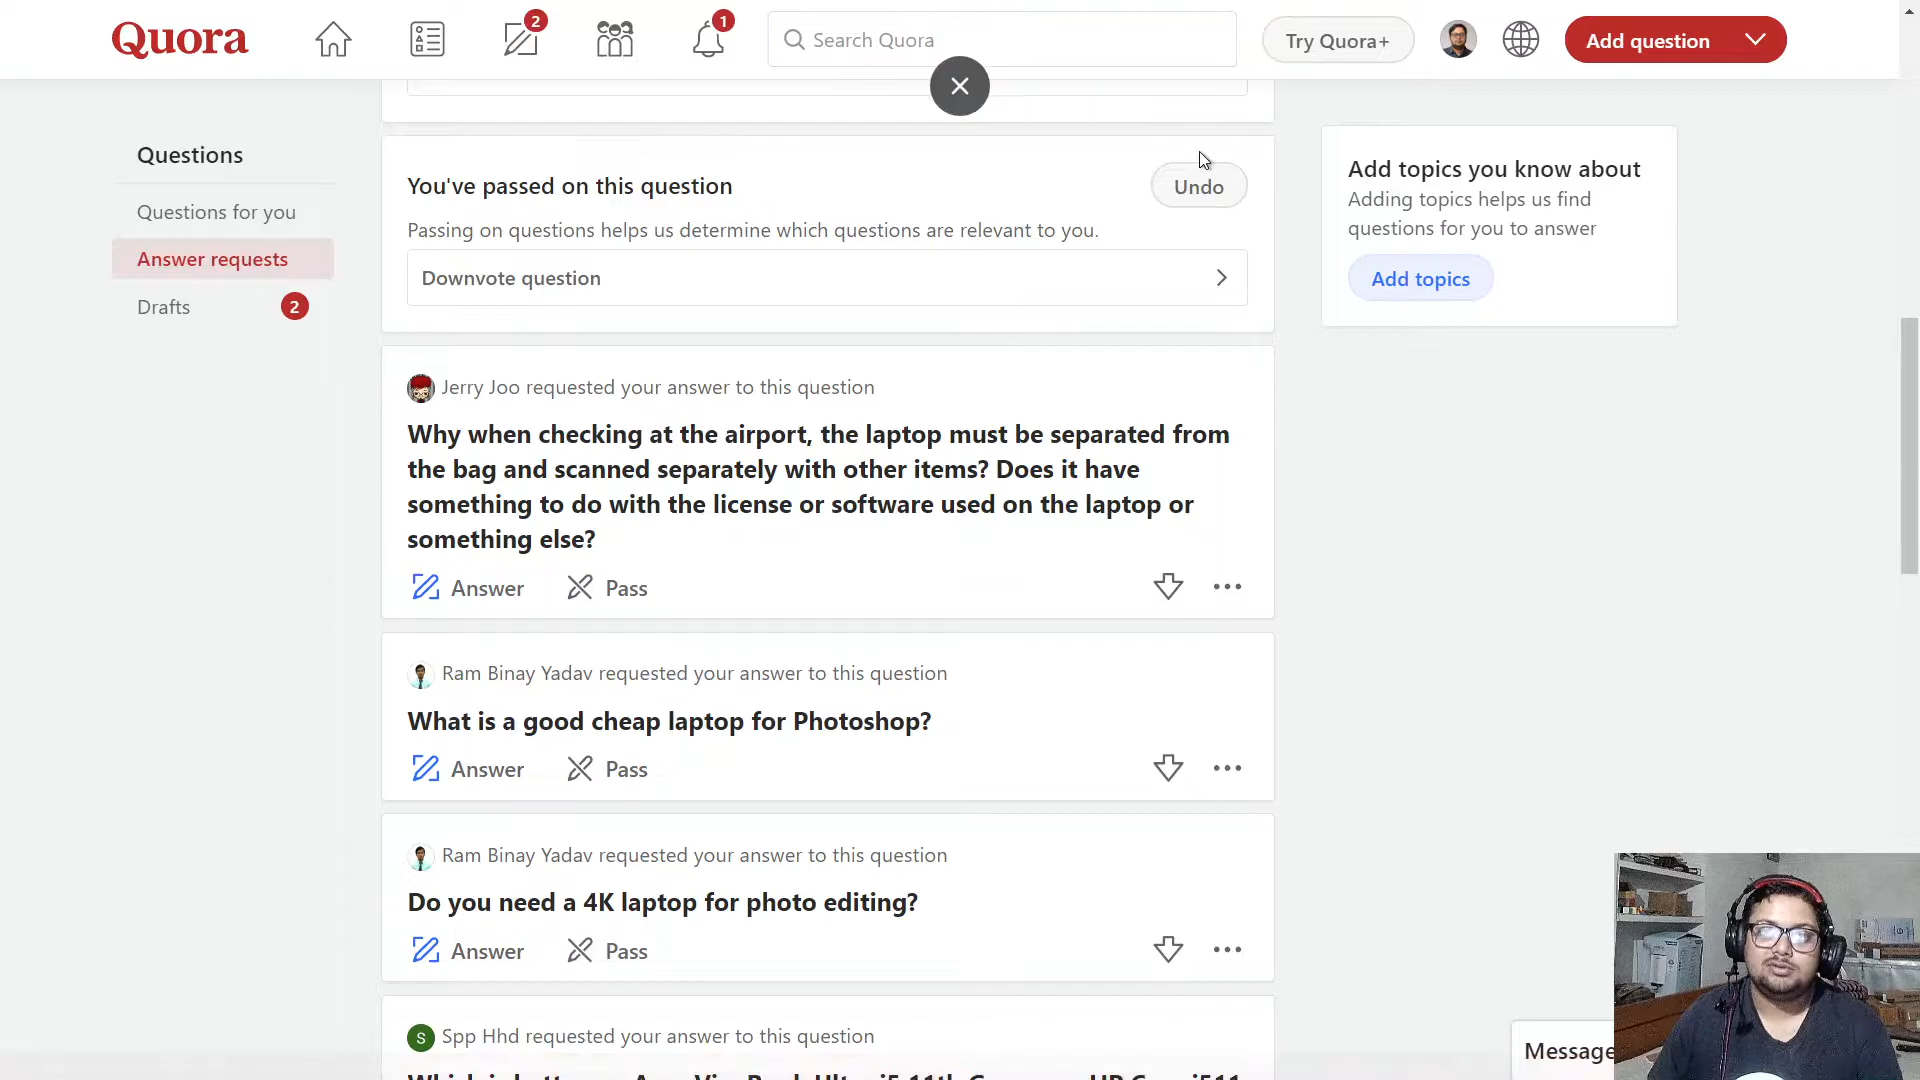 Quora
2
1
Search Quora
Try Quora+
Add question
Questions
Questions for you
Answer requests
Drafts
2
You've passed on this question
Undo
Passing on questions helps us determine which questions are relevant to you.
Downvote question
Add topics you know about
Adding topics helps us find
questions for you to answer
Add topics
Jerry Joo requested your answer to this question
Why when checking at the airport, the laptop must be separated from
the bag and scanned separately with other items? Does it have
something to do with the license or software used on the laptop or
something else?
Answer
Pass
Ram Binay Yadav requested your answer to this question
What is a good cheap laptop for Photoshop?
Answer
Pass
Ram Binay Yadav requested your answer to this question
Do you need a 4K laptop for photo editing?
Answer
Pass
S
Spp Hhd requested your answer to this question
Message